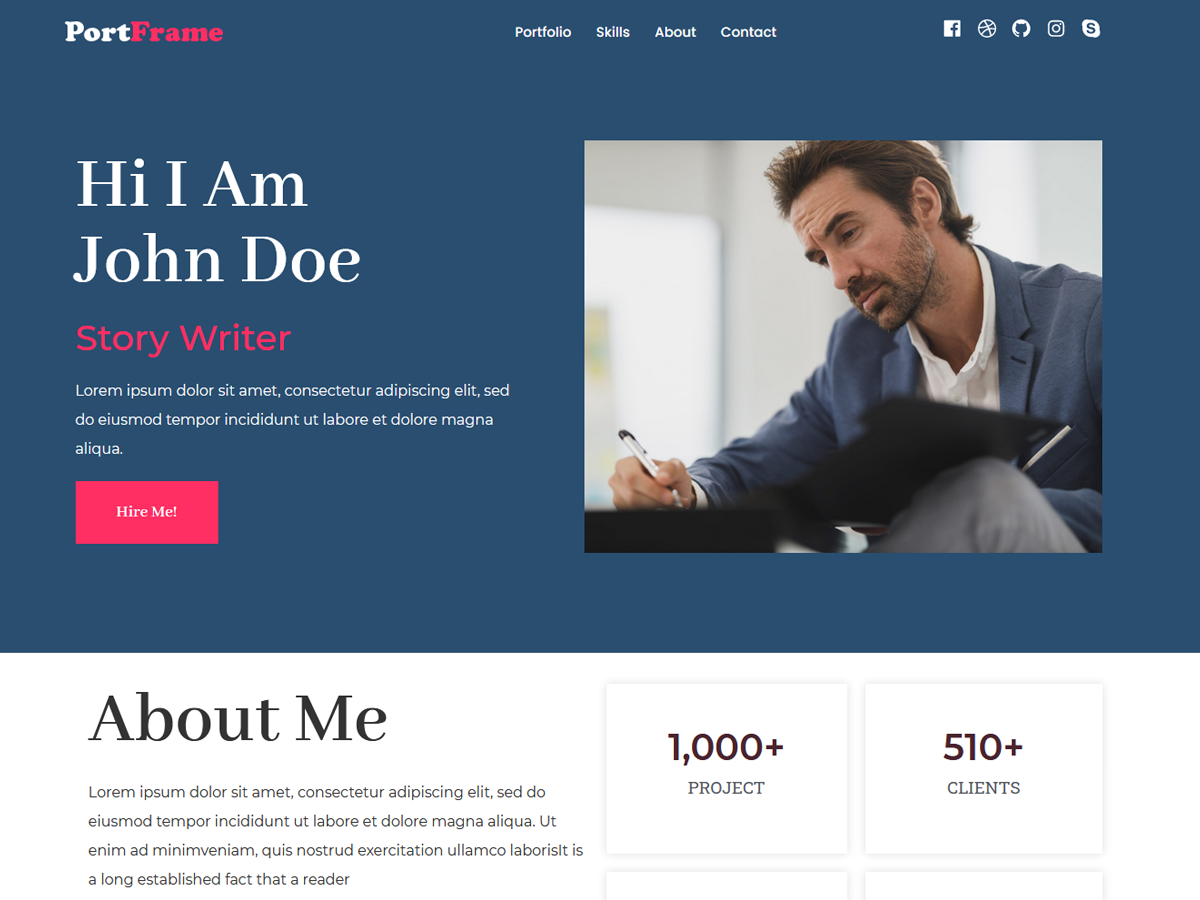 PortFrame
Portfolio Skills About Contact
Hi I Am
John Doe
Story Writer
Lorem ipsum dolor sit amet, consectetur adipiscing elit, sed
do eiusmod tempor incididunt ut labore et dolore magna
aliqua.
Hire Me!
About Me
Lorem ipsum dolor sit amet, consectetur adipiscing elit, sed do
eiusmod tempor incididunt ut labore et dolore magna aliqua. Ut
enim ad minimveniam, quis nostrud exercitation ullamco laborisIt is
a long established fact that a reader
1,000+
PROJECT
510+
CLIENTS